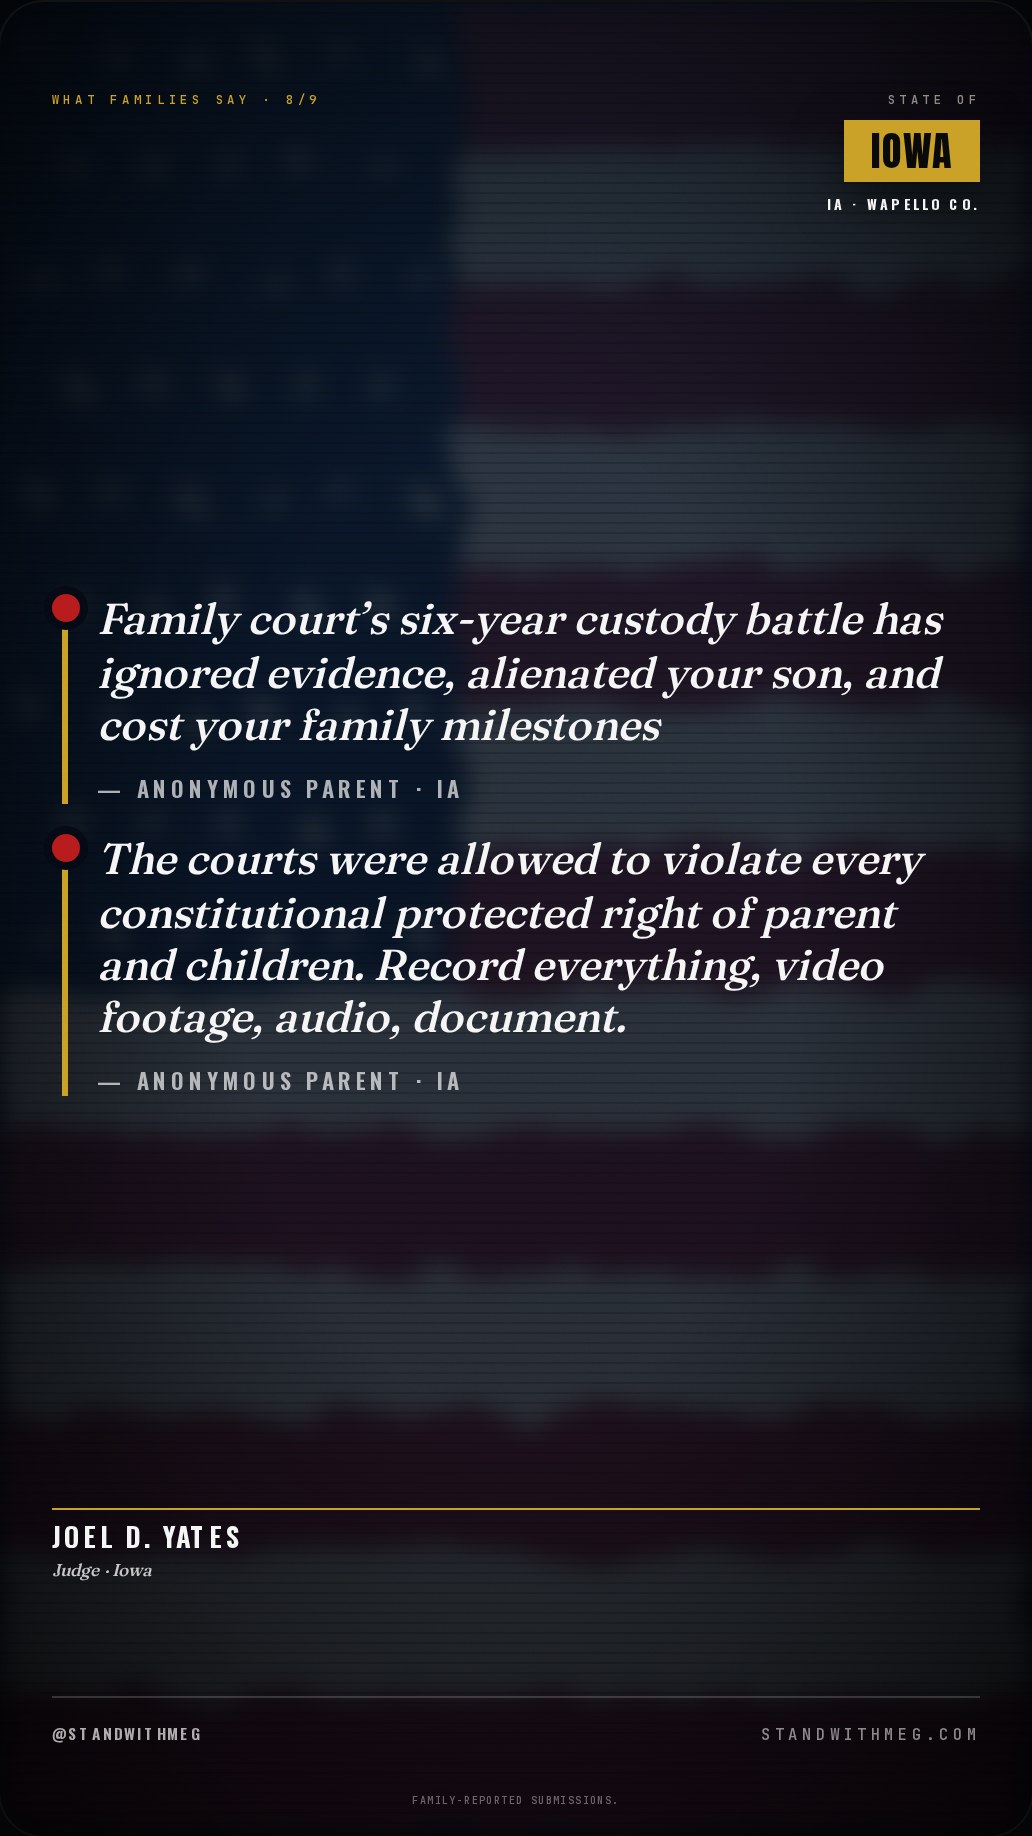 WHAT FAMILIES SAY · 8/9
STATE OF
IOWA
IA · WAPELLO CO.
Family court’s six-year custody battle has
ignored evidence, alienated your son, and
cost your family milestones
— ANONYMOUS PARENT · IA
The courts were allowed to violate every
constitutional protected right of parent
and children. Record everything, video
footage, audio, document.
— ANONYMOUS PARENT · IA
JOEL D. YATES
Judge · Iowa
@STANDWITHMEG
STANDWITHMEG.COM
FAMILY-REPORTED SUBMISSIONS.